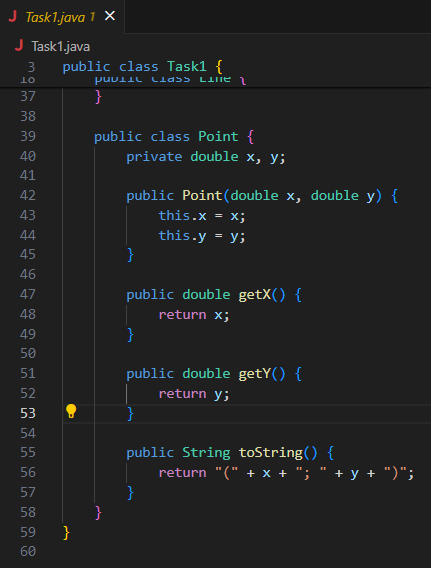 J Task1.java 1 ×
J Task1.java
3 public class Task1 {
18 public class Line {
37 }
38
39 public class Point {
40 private double x, y;
41
42 public Point(double x, double y) {
43 this.x = x;
44 this.y = y;
45 }
46
47 public double getX() {
48 return x;
49 }
50
51 public double getY() {
52 return y;
53 }
54
55 public String toString() {
56 return "(" + x + "; " + y + ")";
57 }
58 }
59 }
60